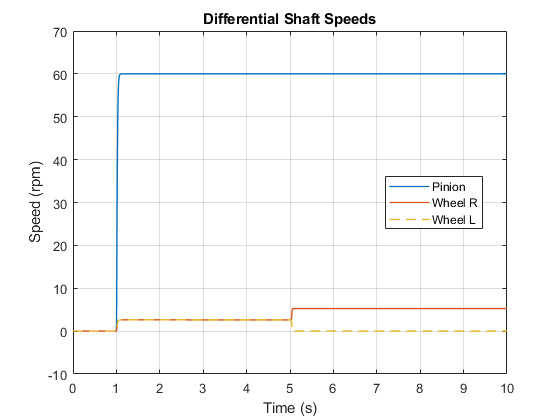 Differential Shaft Speeds
70
60
50
40
30
20
10
0
-10
Speed (rpm)
Pinion
Wheel R
Wheel L
0 1 2 3 4 5 6 7 8 9 10
Time (s)